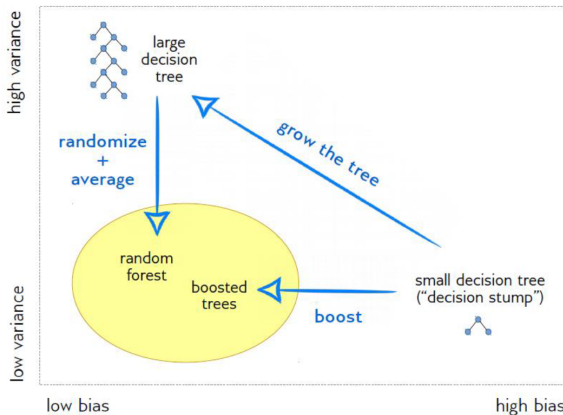 high variance
large
decision
tree
randomize
+
average
grow the tree
random
forest
boosted
trees
small decision tree
(“decision stump”)
boost
low variance
low bias
high bias